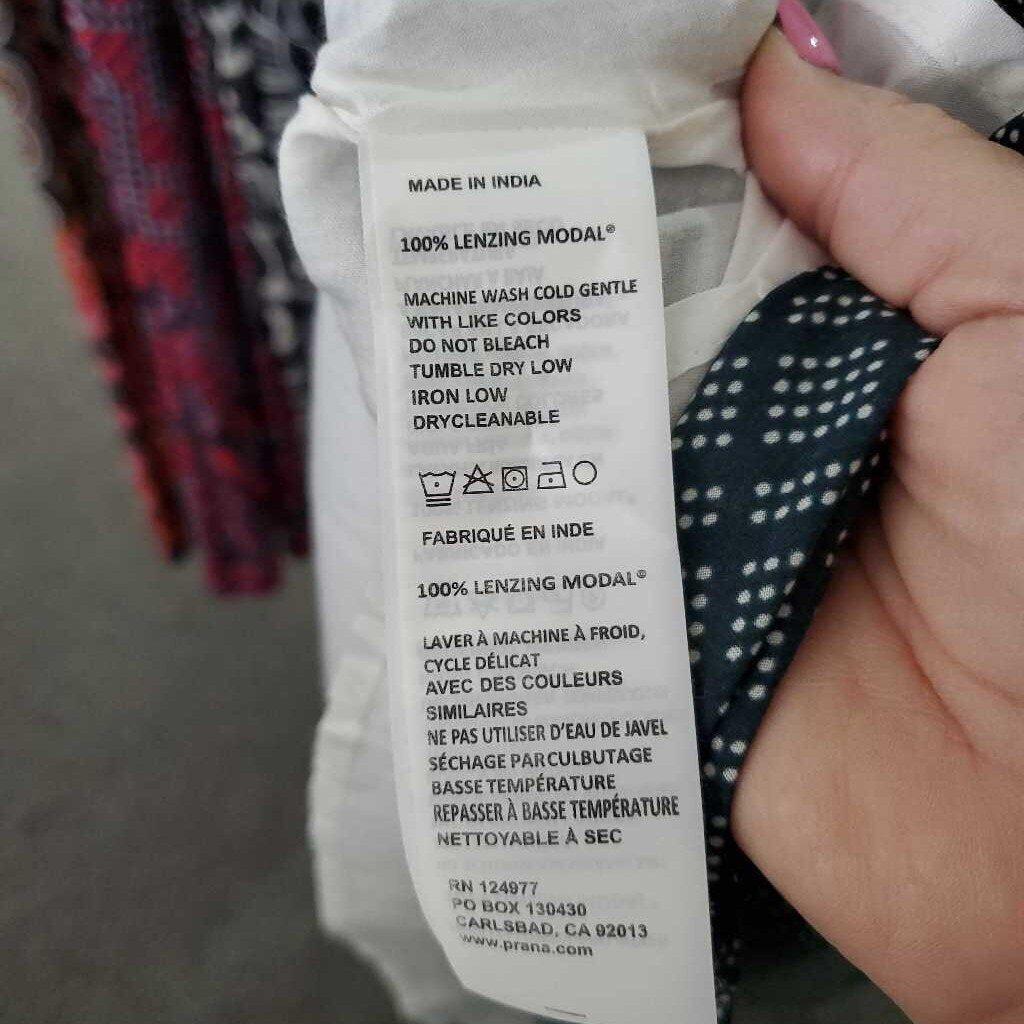 MADE IN INDIA
100% LENZING MODAL®
MACHINE WASH COLD GENTLE
WITH LIKE COLORS
DO NOT BLEACH
TUMBLE DRY LOW
IRON LOW
DRYCLEANABLE
FABRIQUÉ EN INDE
100% LENZING MODAL®
LAVER À MACHINE À FROID,
CYCLE DÉLICAT
AVEC DES COULEURS
SIMILAIRES
NE PAS UTILISER D'EAU DE JAVEL
SÉCHAGE PAR CULBUTAGE
BASSE TEMPÉRATURE
REPASSER À BASSE TEMPÉRATURE
NETTOYABLE À SEC
RN 124977
PO BOX 130430
CARLSBAD, CA 92013
www.prana.com